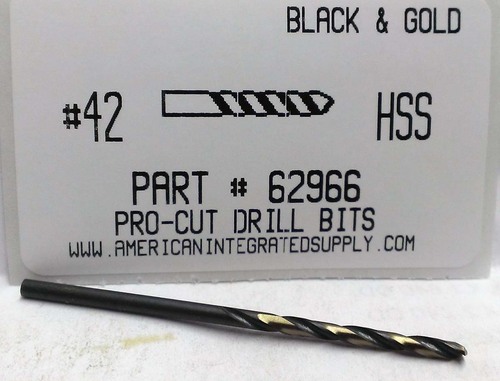 BLACK & GOLD
#42 HSS
PART # 62966
PRO-CUT DRILL BITS
WWW.AMERICANINTEGRATEDSUPPLY.COM